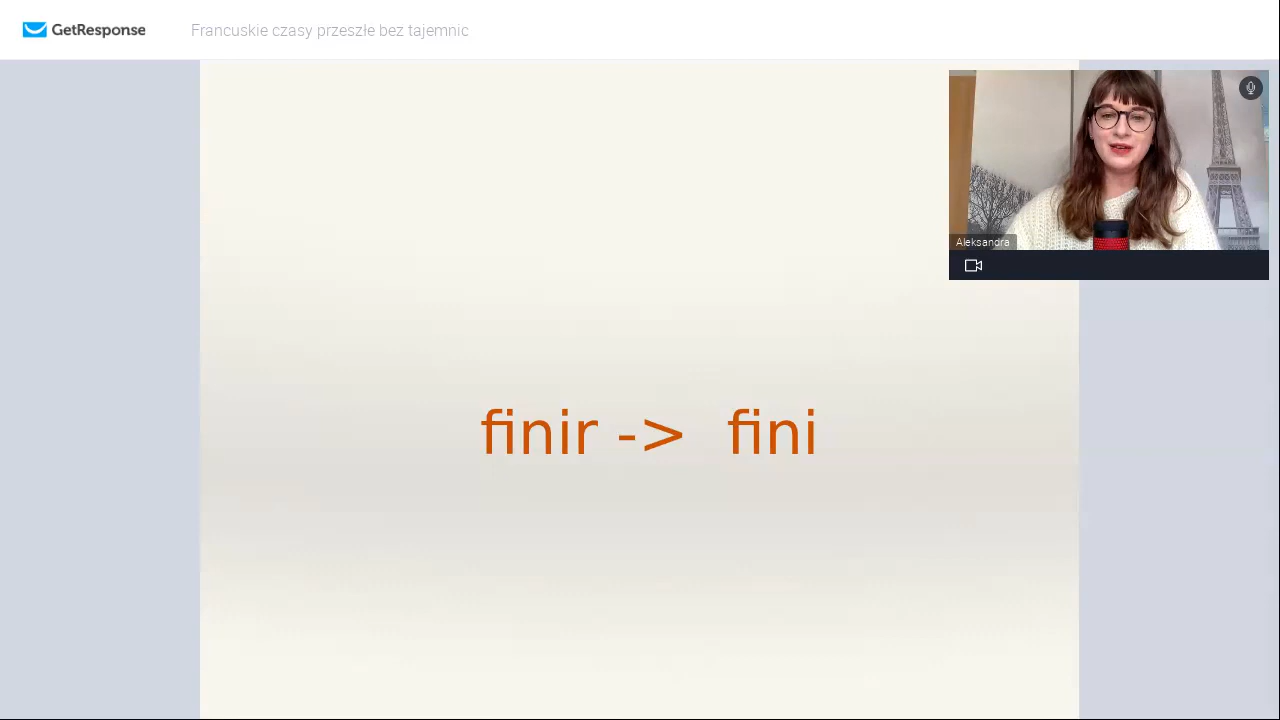 GetResponse
Francuskie czasy przeszłe bez tajemnic
Aleksandra
finir -> fini